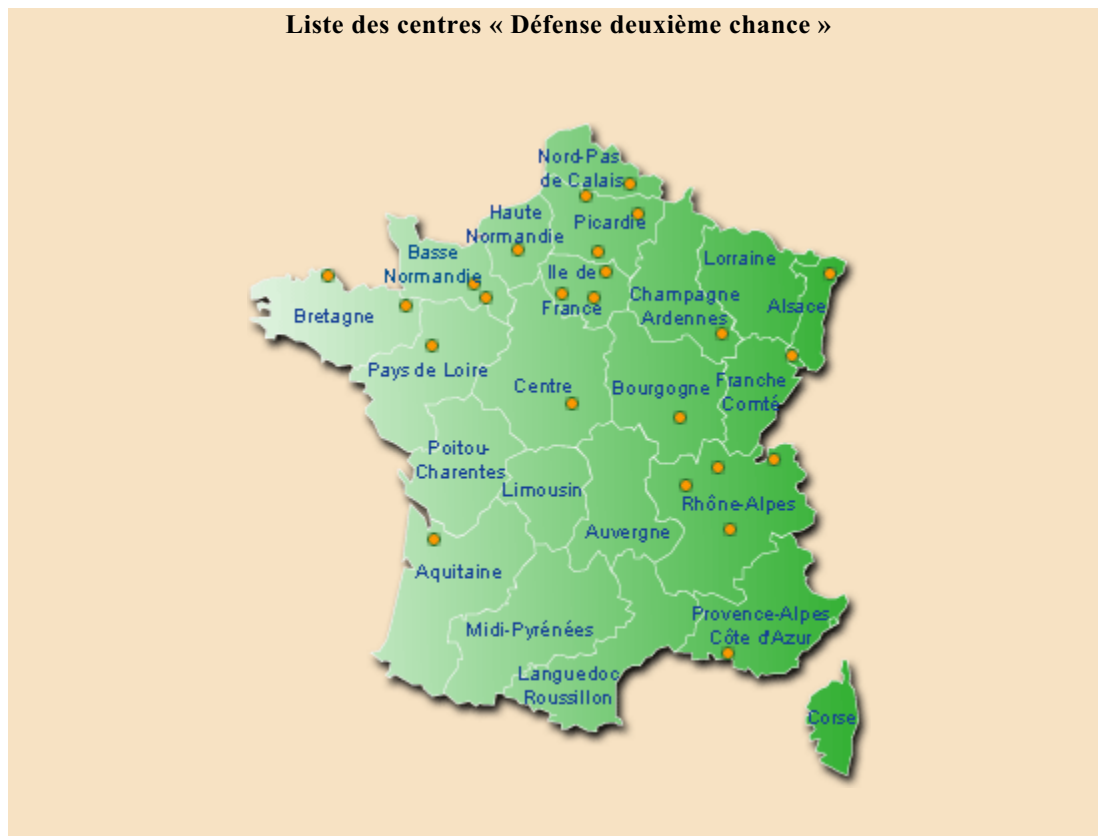 Liste des centres « Défense deuxième chance »
Nord-Pas
de Calais
Haute
Normandie
Picardie
Basse
Normandie
Ile de
France
Lorraine
Champagne
Ardennes
Alsace
Bretagne
Pays de Loire
Centre
Bourgogne
Franche
Comté
Poitou-
Charentes
Limousin
Rhône-Alpes
Auvergne
Aquitaine
Provence-Alpes
Côte d'Azur
Midi-Pyrénées
Languedoc
Roussillon
Corse